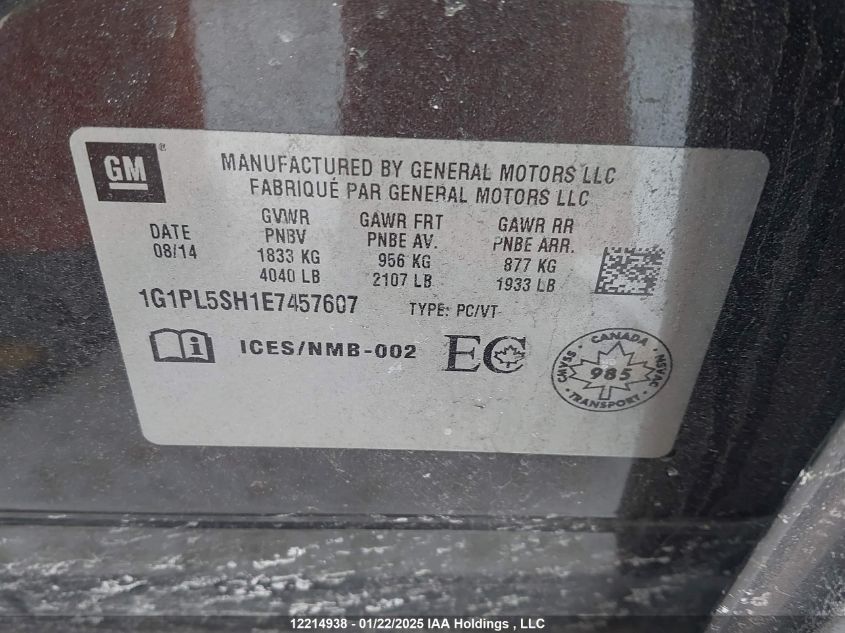 GM
MANUFACTURED BY GENERAL MOTORS LLC
FABRIQUÉ PAR GENERAL MOTORS LLC
DATE
08/14
GVWR
PNBV
1833 KG
4040 LB
GAWR FRT
PNBE AV.
956 KG
2107 LB
GAWR RR
PNBE ARR.
877 KG
1933 LB
1G1PL5SH1E7457607
TYPE: PC/VT
i
ICES/NMB-002
EC
CANADA
CMVSS
985
NSVAC
TRANSPORT
12214938 - 01/22/2025 IAA Holdings , LLC